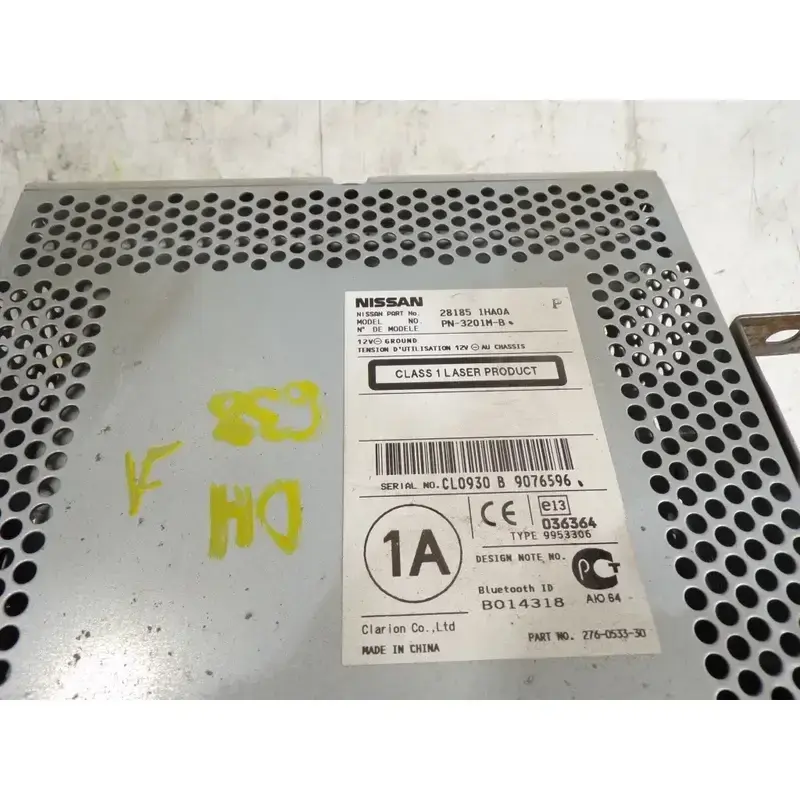 NISSAN
P
NISSAN PART No. 28185 1HA0A
MODEL NO. PN-3201M-B
N° DE MODELE
12V⊖GROUND
TENSION D'UTILISATION 12V⊖AU CHASSIS
CLASS 1 LASER PRODUCT
SERIAL NO. CL0930 B 9076596
1A
CE e13
036364
TYPE 9953306
DESIGN NOTE NO.
PCT
Bluetooth ID
B014318
АЮ64
Clarion Co.,Ltd
PART NO. 276-0533-30
MADE IN CHINA